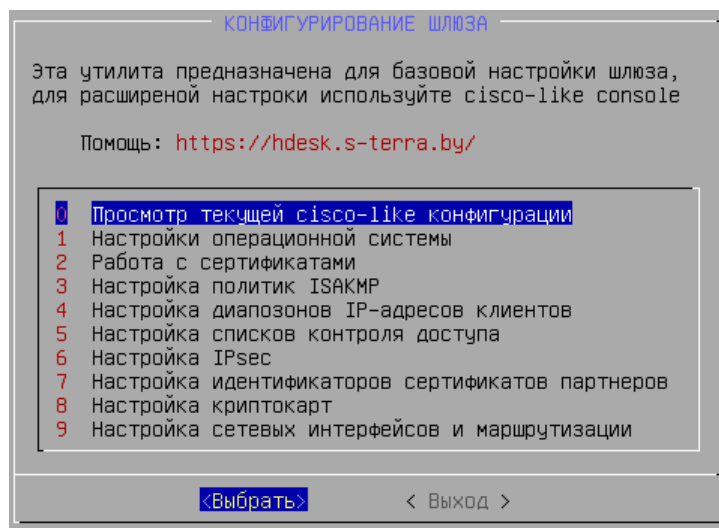 КОНФИГУРИРОВАНИЕ ШЛЮЗА
Эта утилита предназначена для базовой настройки шлюза,
для расширеной настроки используйте cisco-like console
Помощь: https://hdesk.s-terra.by/
0 Просмотр текущей cisco-like конфигурации
1 Настройки операционной системы
2 Работа с сертификатами
3 Настройка политик ISAKMP
4 Настройка диапозонов IP-адресов клиентов
5 Настройка списков контроля доступа
6 Настройка IPsec
7 Настройка идентификаторов сертификатов партнеров
8 Настройка криптокарт
9 Настройка сетевых интерфейсов и маршрутизации
<Выбрать> < Выход >